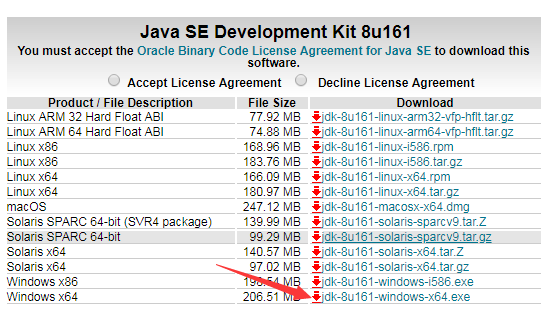 Java SE Development Kit 8u161
You must accept the Oracle Binary Code License Agreement for Java SE to download this
software.
Accept License Agreement Decline License Agreement
Product / File Description File Size Download
Linux ARM 32 Hard Float ABI 77.92 MB jdk-8u161-linux-arm32-vfp-hflt.tar.gz
Linux ARM 64 Hard Float ABI 74.88 MB jdk-8u161-linux-arm64-vfp-hflt.tar.gz
Linux x86 168.96 MB jdk-8u161-linux-i586.rpm
Linux x86 183.76 MB jdk-8u161-linux-i586.tar.gz
Linux x64 166.09 MB jdk-8u161-linux-x64.rpm
Linux x64 180.97 MB jdk-8u161-linux-x64.tar.gz
macOS 247.12 MB jdk-8u161-macosx-x64.dmg
Solaris SPARC 64-bit (SVR4 package) 139.99 MB jdk-8u161-solaris-sparcv9.tar.Z
Solaris SPARC 64-bit 99.29 MB jdk-8u161-solaris-sparcv9.tar.gz
Solaris x64 140.57 MB jdk-8u161-solaris-x64.tar.Z
Solaris x64 97.02 MB jdk-8u161-solaris-x64.tar.gz
Windows x86 MB jdk-8u161-windows-i586.exe
Windows x64 206.51 MB jdk-8u161-windows-x64.exe